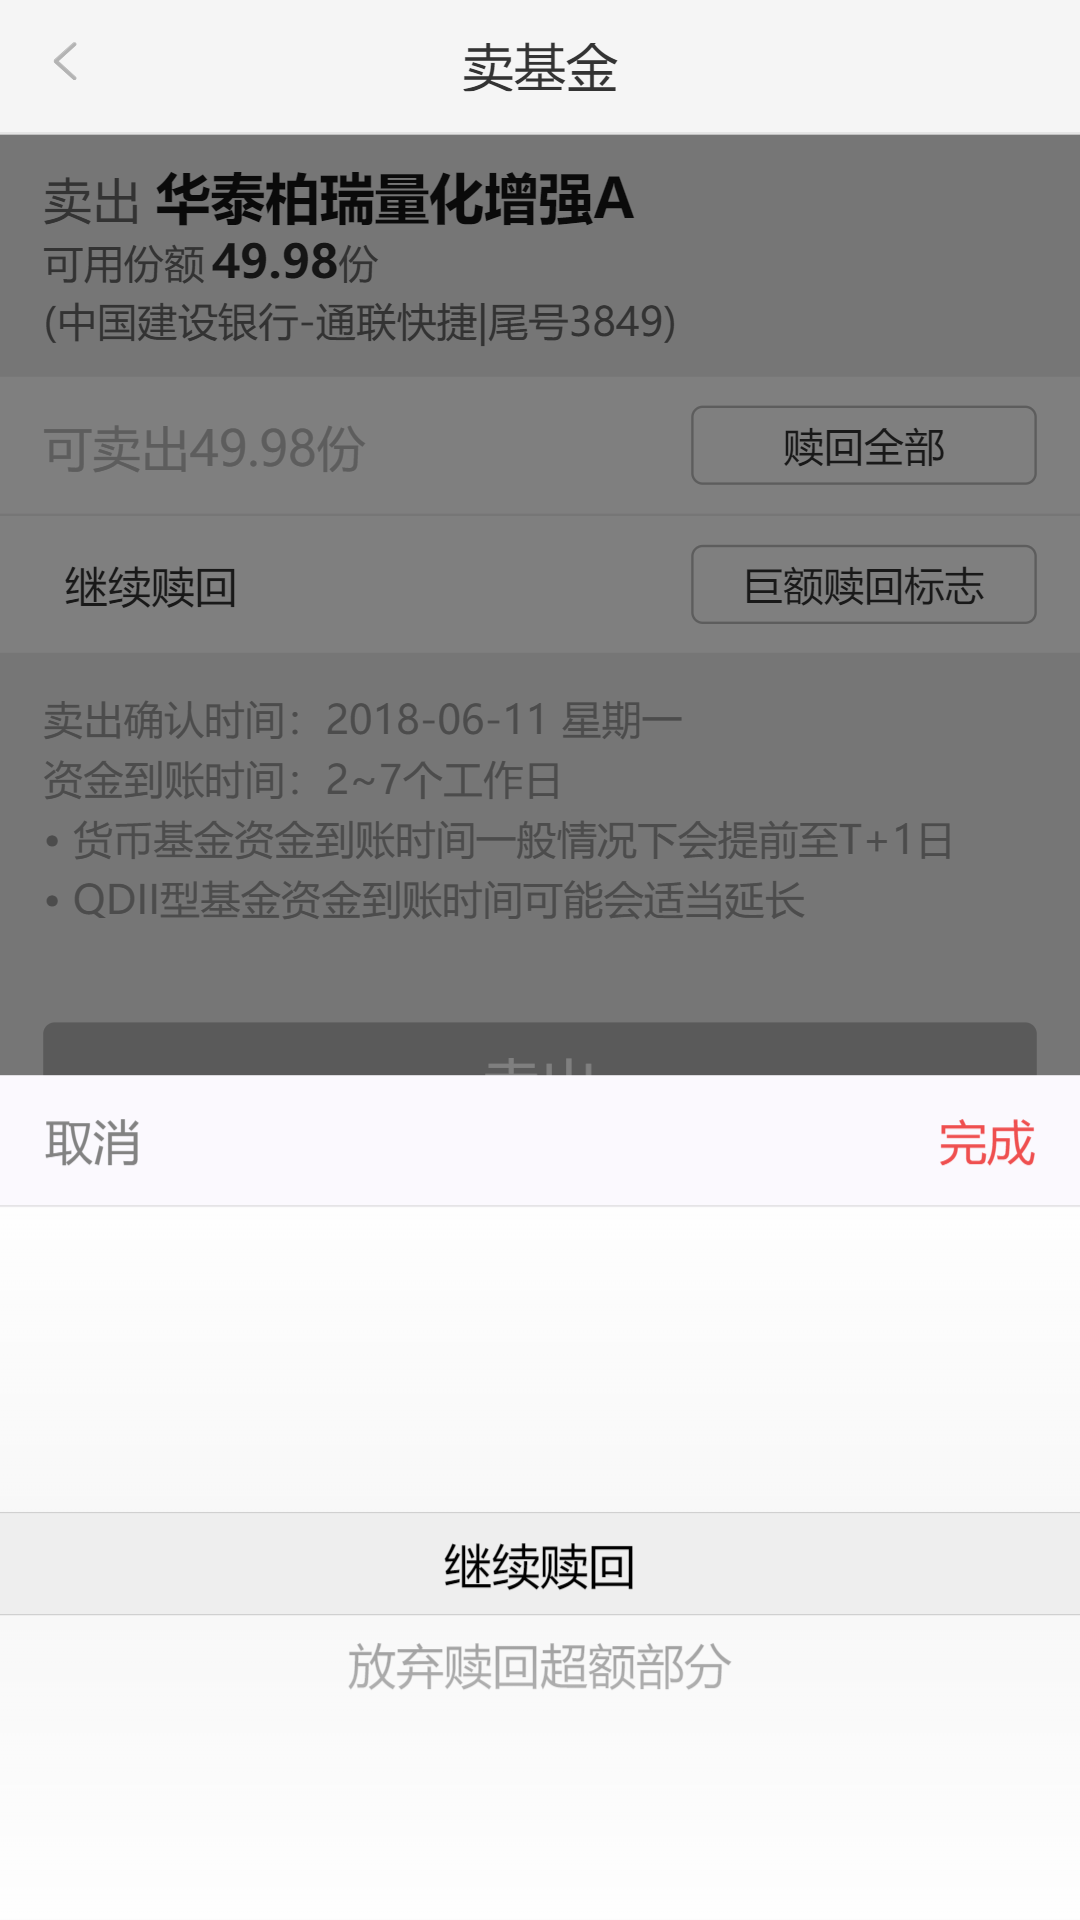 卖基金
卖出 华泰柏瑞量化增强A
可用份额 49.98份
(中国建设银行-通联快捷|尾号3849)
可卖出49.98份 赎回全部
继续赎回 巨额赎回标志
卖出确认时间：2018-06-11 星期一
资金到账时间：2~7个工作日
• 货币基金资金到账时间一般情况下会提前至T+1日
• QDII型基金资金到账时间可能会适当延长
卖出
取消 完成
继续赎回
放弃赎回超额部分